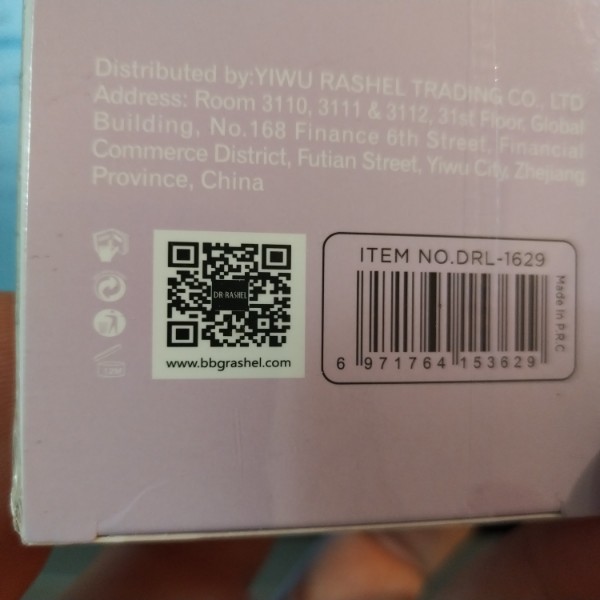 Distributed by:YIWU RASHEL TRADING CO., LTD
Address: Room 3110, 3111 & 3112, 31st Floor, Global
Building, No.168 Finance 6th Street, Financial
Commerce District, Futian Street, Yiwu City, Zhejiang
Province, China
DR·RASHEL
www.bbgrashel.com
ITEM NO.DRL-1629
6 971764 153629
Made in P.R.C